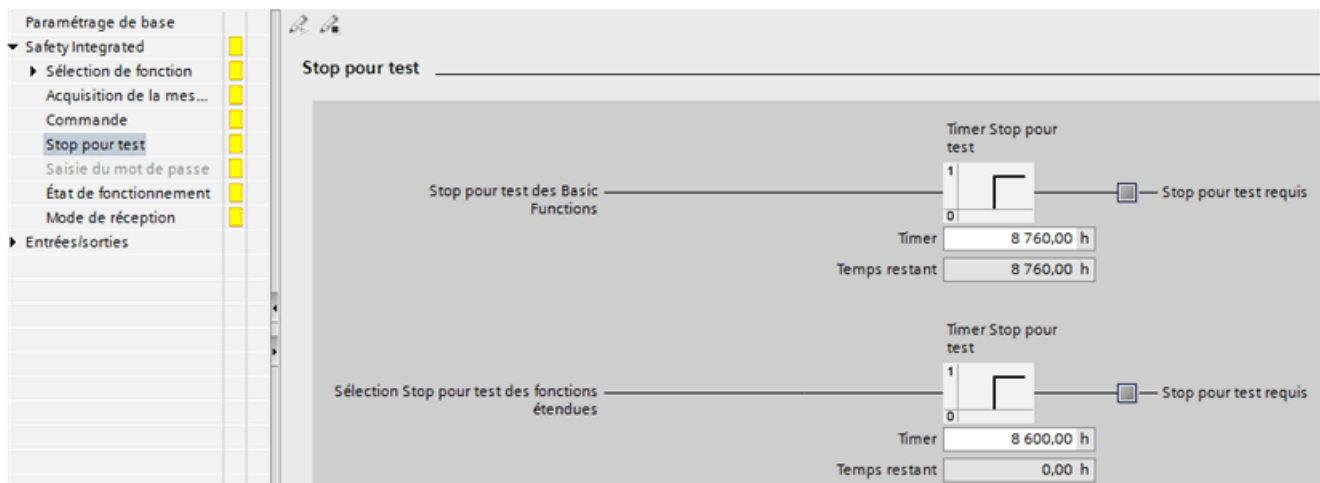 Paramétrage de base
Safety Integrated
Sélection de fonction
Acquisition de la mes...
Commande
Stop pour test
Saisie du mot de passe
État de fonctionnement
Mode de réception
Entrées/sorties
Stop pour test
Timer Stop pour
test
1
0
Stop pour test des Basic
Functions
Stop pour test requis
Timer
8 760,00 h
Temps restant
8 760,00 h
Timer Stop pour
test
1
0
Sélection Stop pour test des fonctions
étendues
Stop pour test requis
Timer
8 600,00 h
Temps restant
0,00 h